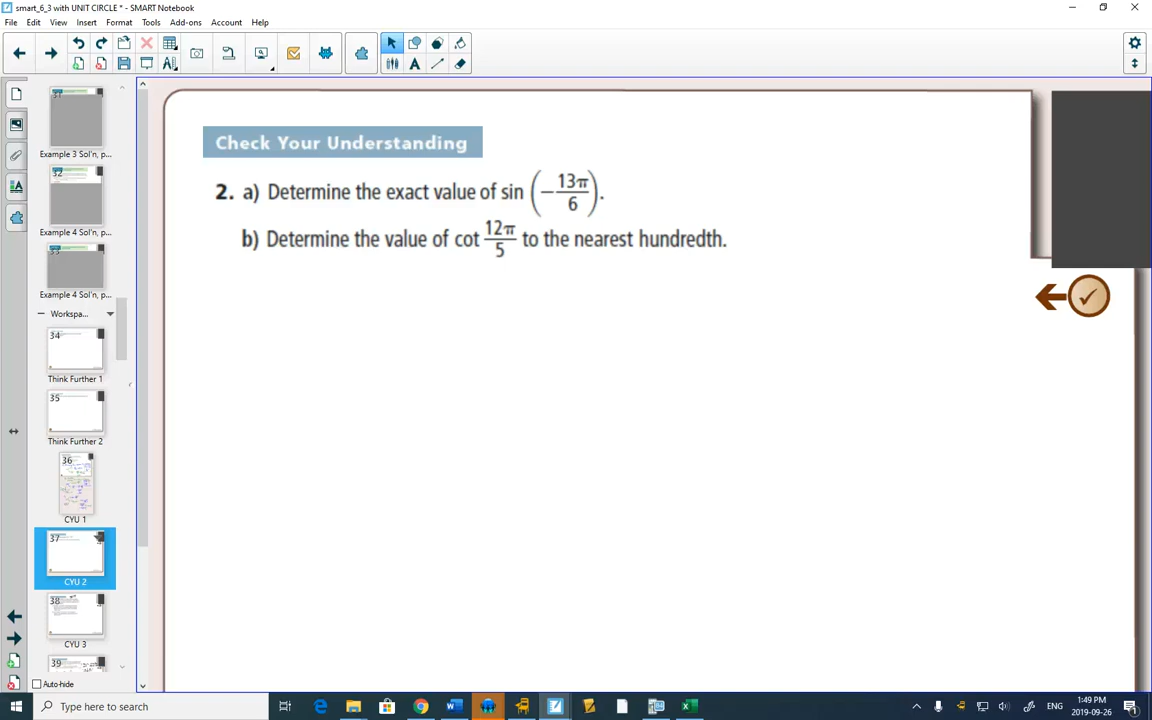 smart_6_3 with UNIT CIRCLE * - SMART Notebook
File Edit View Insert Format Tools Add-ons Account Help
Example 3 Sol'n, p...
32
Example 4 Sol'n, p...
33
Example 4 Sol'n, p...
Workspa...
34
Think Further 1
35
Think Further 2
36
CYU 1
37
CYU 2
38
CYU 3
39
Auto-hide
Check Your Understanding
2. a) Determine the exact value of sin (−13π/6).
b) Determine the value of cot 12π/5 to the nearest hundredth.
Type here to search
ENG
1:49 PM
2019-09-26